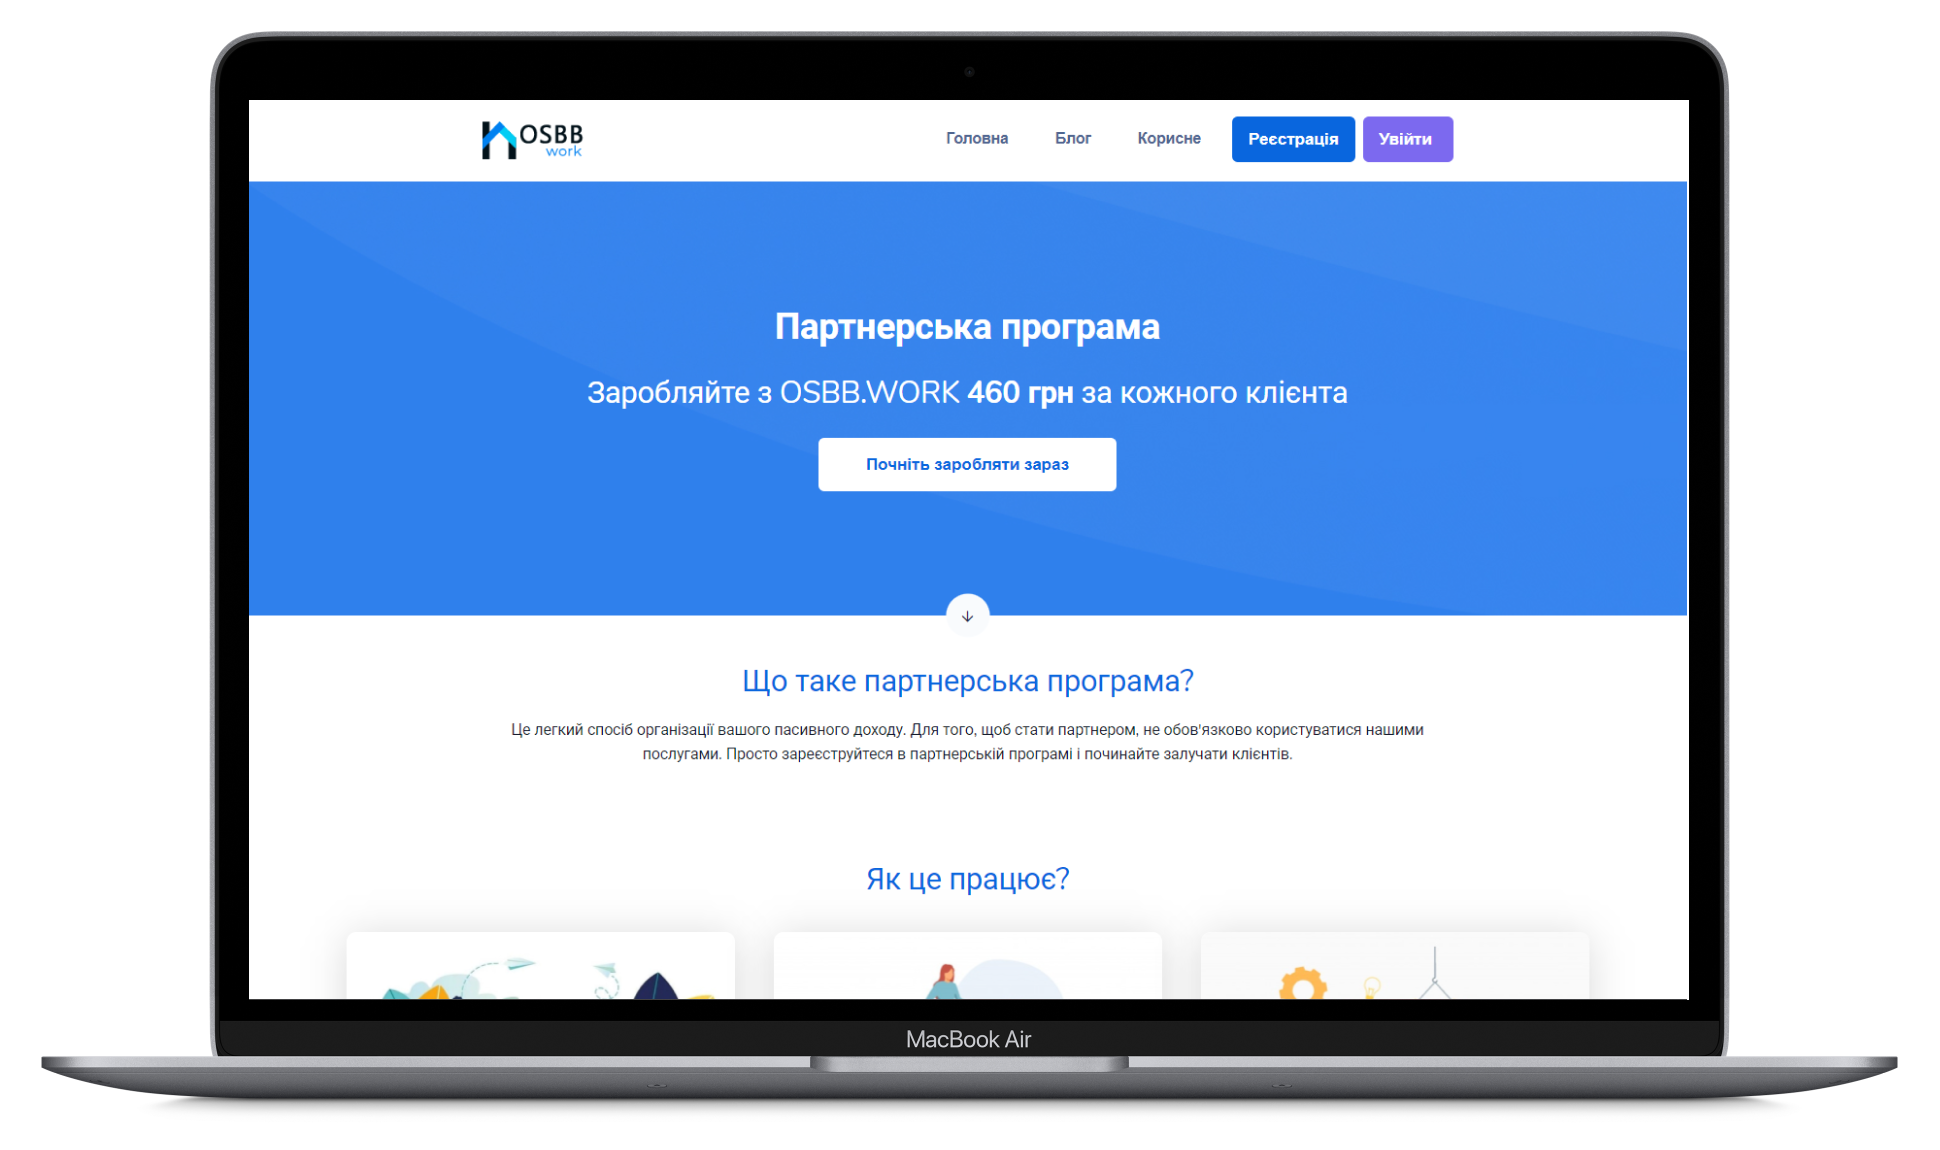 OSBB
work
Головна Блог Корисне Реєстрація Увійти
Партнерська програма
Заробляйте з OSBB.WORK 460 грн за кожного клієнта
Почніть заробляти зараз
Що таке партнерська програма?
Це легкий спосіб організації вашого пасивного доходу. Для того, щоб стати партнером, не обов'язково користуватися нашими
послугами. Просто зареєструйтеся в партнерській програмі і починайте залучати клієнтів.
Як це працює?
MacBook Air